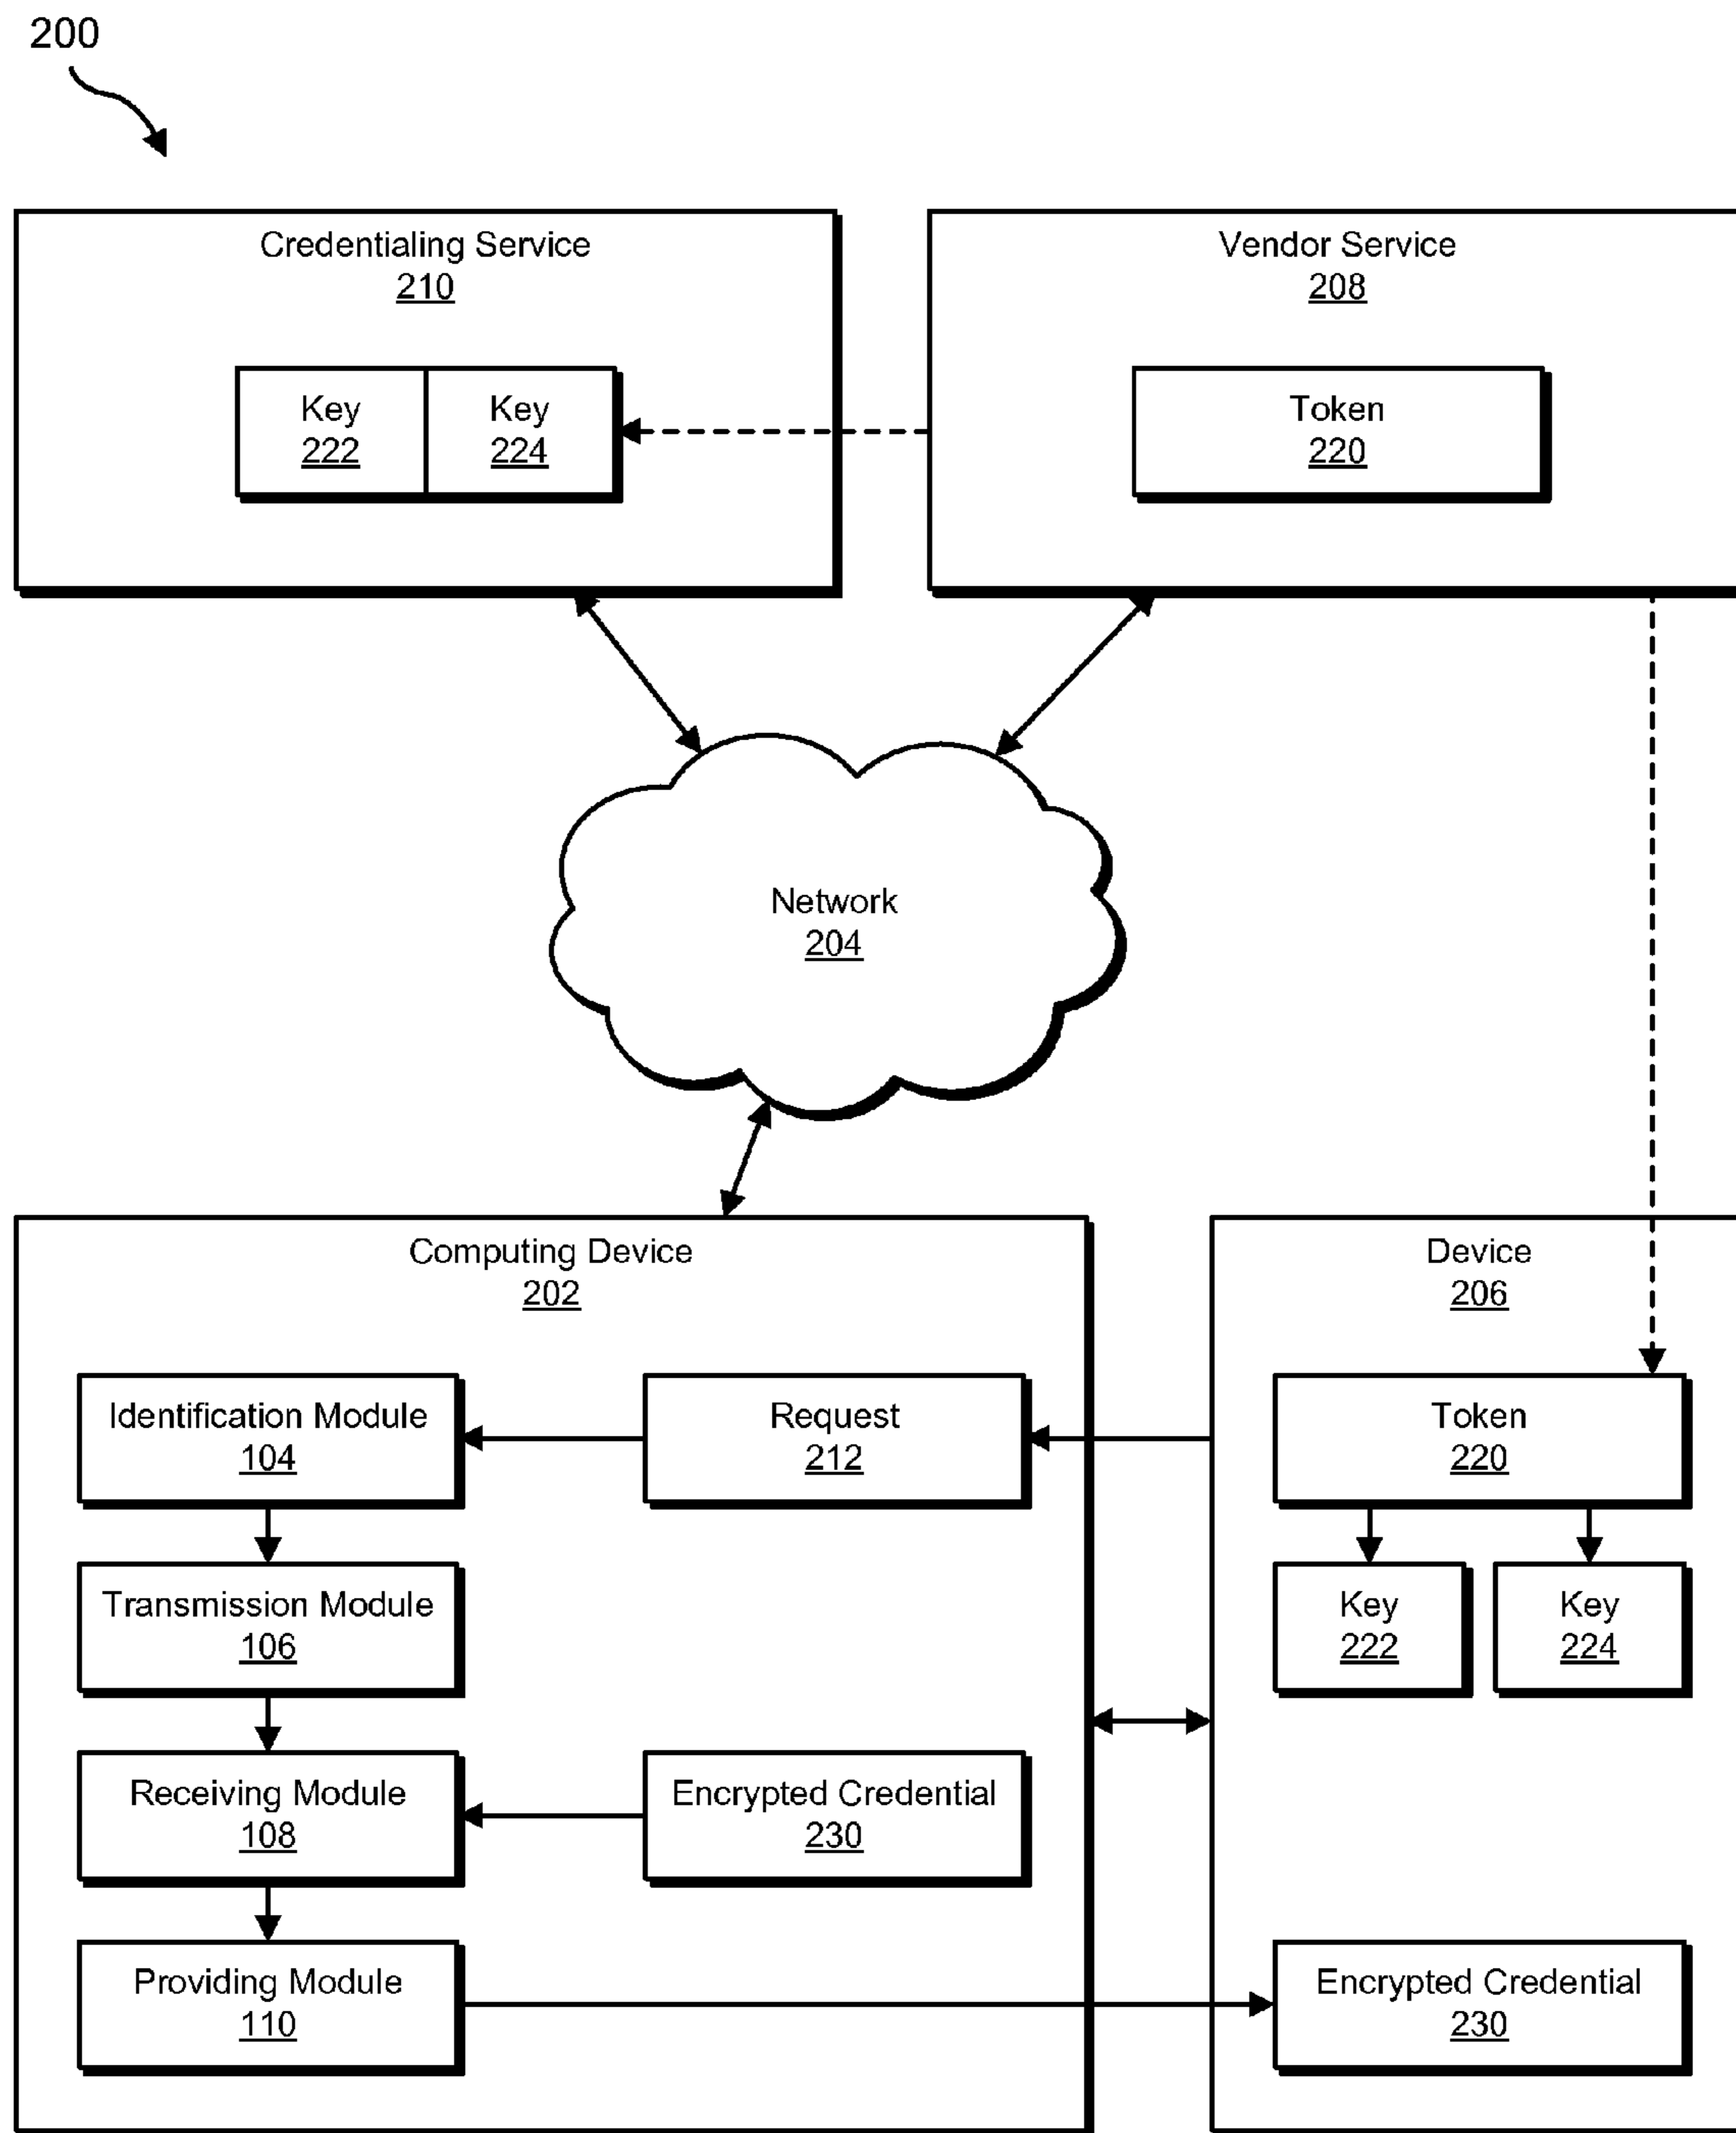 200
Credentialing Service
210
Key
222
Key
224
Vendor Service
208
Token
220
Network
204
Computing Device
202
Identification Module
104
Request
212
Transmission Module
106
Receiving Module
108
Encrypted Credential
230
Providing Module
110
Device
206
Token
220
Key
222
Key
224
Encrypted Credential
230